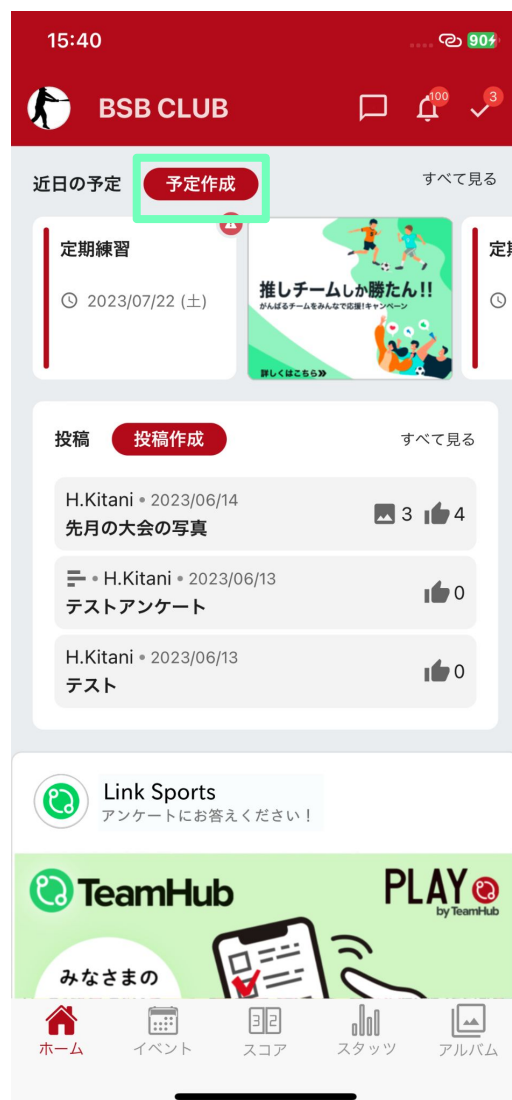 15:40
90
BSB CLUB
100
3
近日の予定
予定作成
すべて見る
定期練習
2023/07/22 (土)
推しチームしか勝たん!!
がんばるチームをみんなで応援!キャンペーン
詳しくはこちら»
定期
投稿
投稿作成
すべて見る
H.Kitani • 2023/06/14
先月の大会の写真
3
4
• H.Kitani • 2023/06/13
テストアンケート
0
H.Kitani • 2023/06/13
テスト
0
Link Sports
アンケートにお答えください!
TeamHub
PLAY
by TeamHub
みなさまの
ホーム
イベント
スコア
スタッツ
アルバム